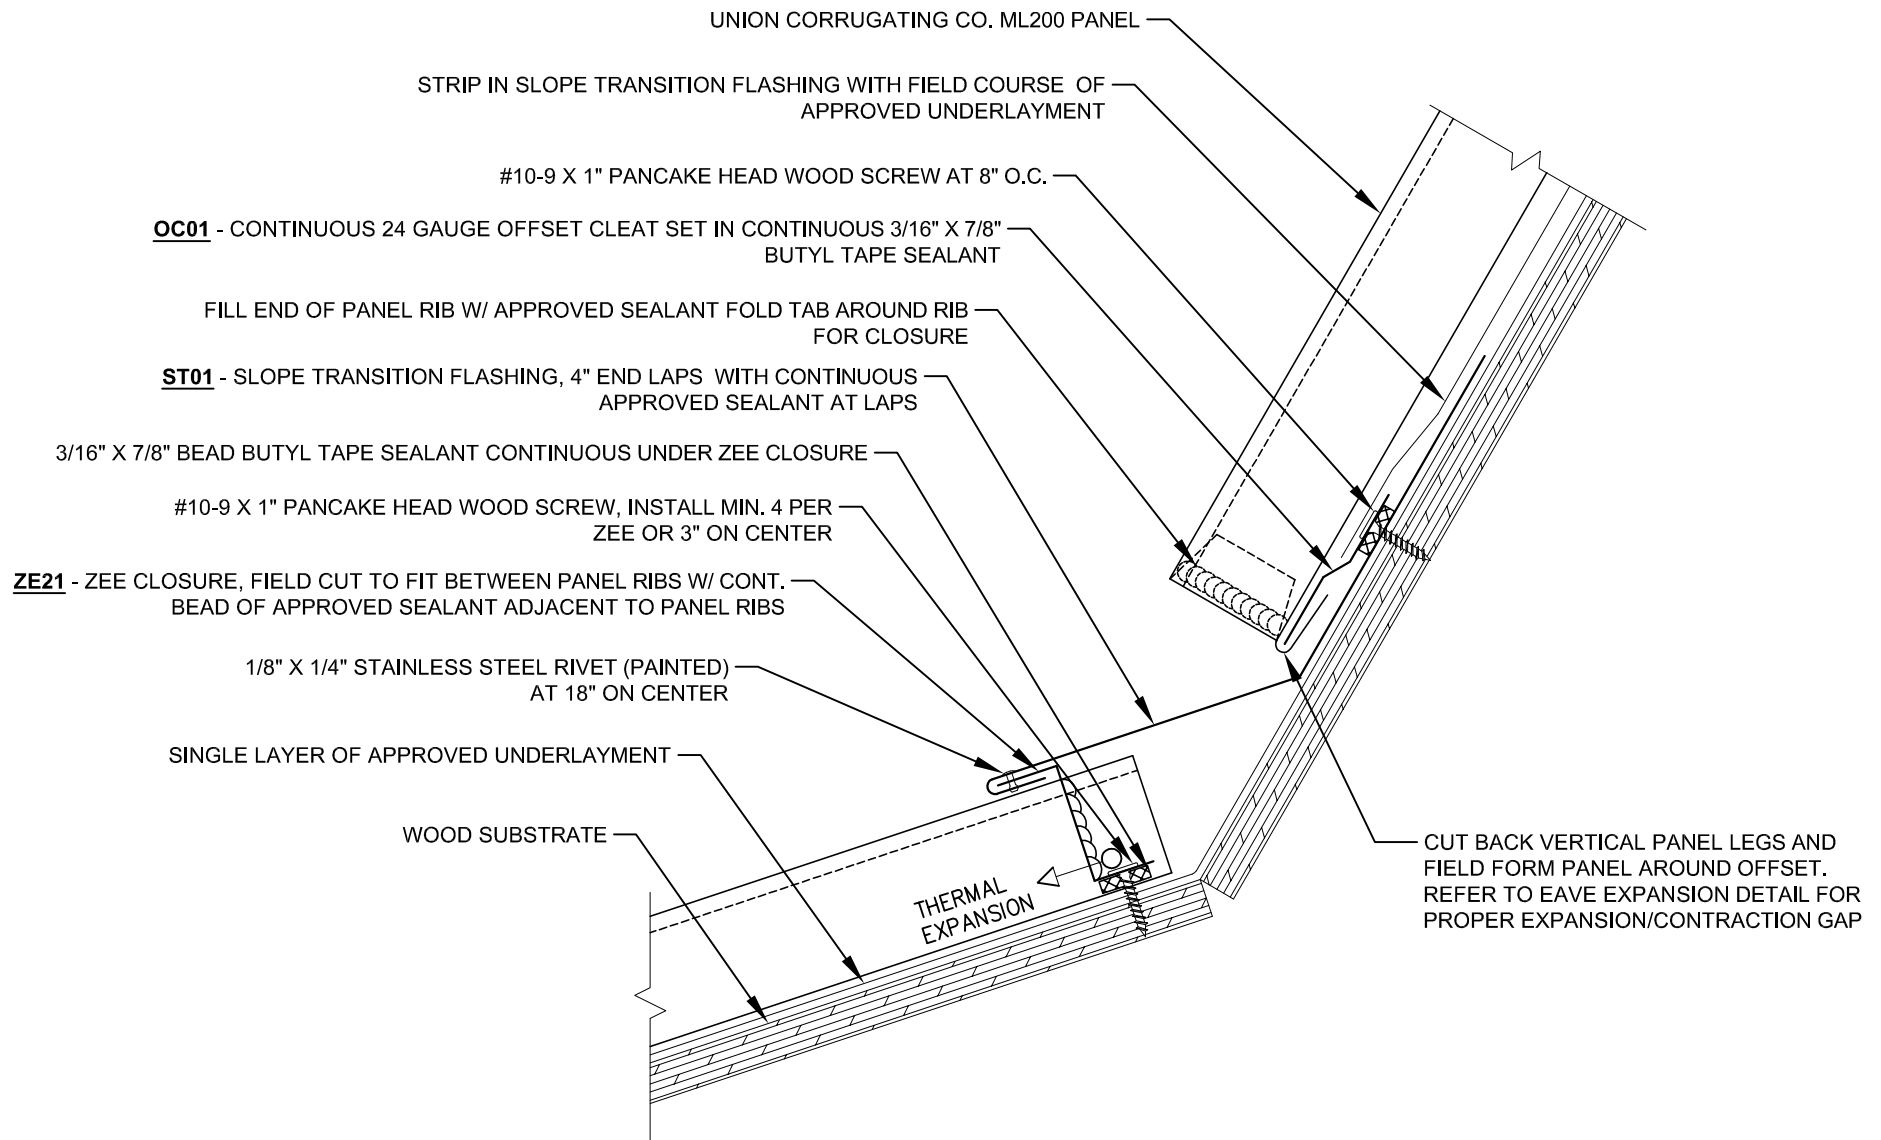 UNION CORRUGATING CO. ML200 PANEL
STRIP IN SLOPE TRANSITION FLASHING WITH FIELD COURSE OF
APPROVED UNDERLAYMENT
#10-9 X 1" PANCAKE HEAD WOOD SCREW AT 8" O.C.
OC01 - CONTINUOUS 24 GAUGE OFFSET CLEAT SET IN CONTINUOUS 3/16" X 7/8"
BUTYL TAPE SEALANT
FILL END OF PANEL RIB W/ APPROVED SEALANT FOLD TAB AROUND RIB
FOR CLOSURE
ST01 - SLOPE TRANSITION FLASHING, 4" END LAPS WITH CONTINUOUS
APPROVED SEALANT AT LAPS
3/16" X 7/8" BEAD BUTYL TAPE SEALANT CONTINUOUS UNDER ZEE CLOSURE
#10-9 X 1" PANCAKE HEAD WOOD SCREW, INSTALL MIN. 4 PER
ZEE OR 3" ON CENTER
ZE21 - ZEE CLOSURE, FIELD CUT TO FIT BETWEEN PANEL RIBS W/ CONT.
BEAD OF APPROVED SEALANT ADJACENT TO PANEL RIBS
1/8" X 1/4" STAINLESS STEEL RIVET (PAINTED)
AT 18" ON CENTER
SINGLE LAYER OF APPROVED UNDERLAYMENT
WOOD SUBSTRATE
THERMAL
EXPANSION
CUT BACK VERTICAL PANEL LEGS AND
FIELD FORM PANEL AROUND OFFSET.
REFER TO EAVE EXPANSION DETAIL FOR
PROPER EXPANSION/CONTRACTION GAP